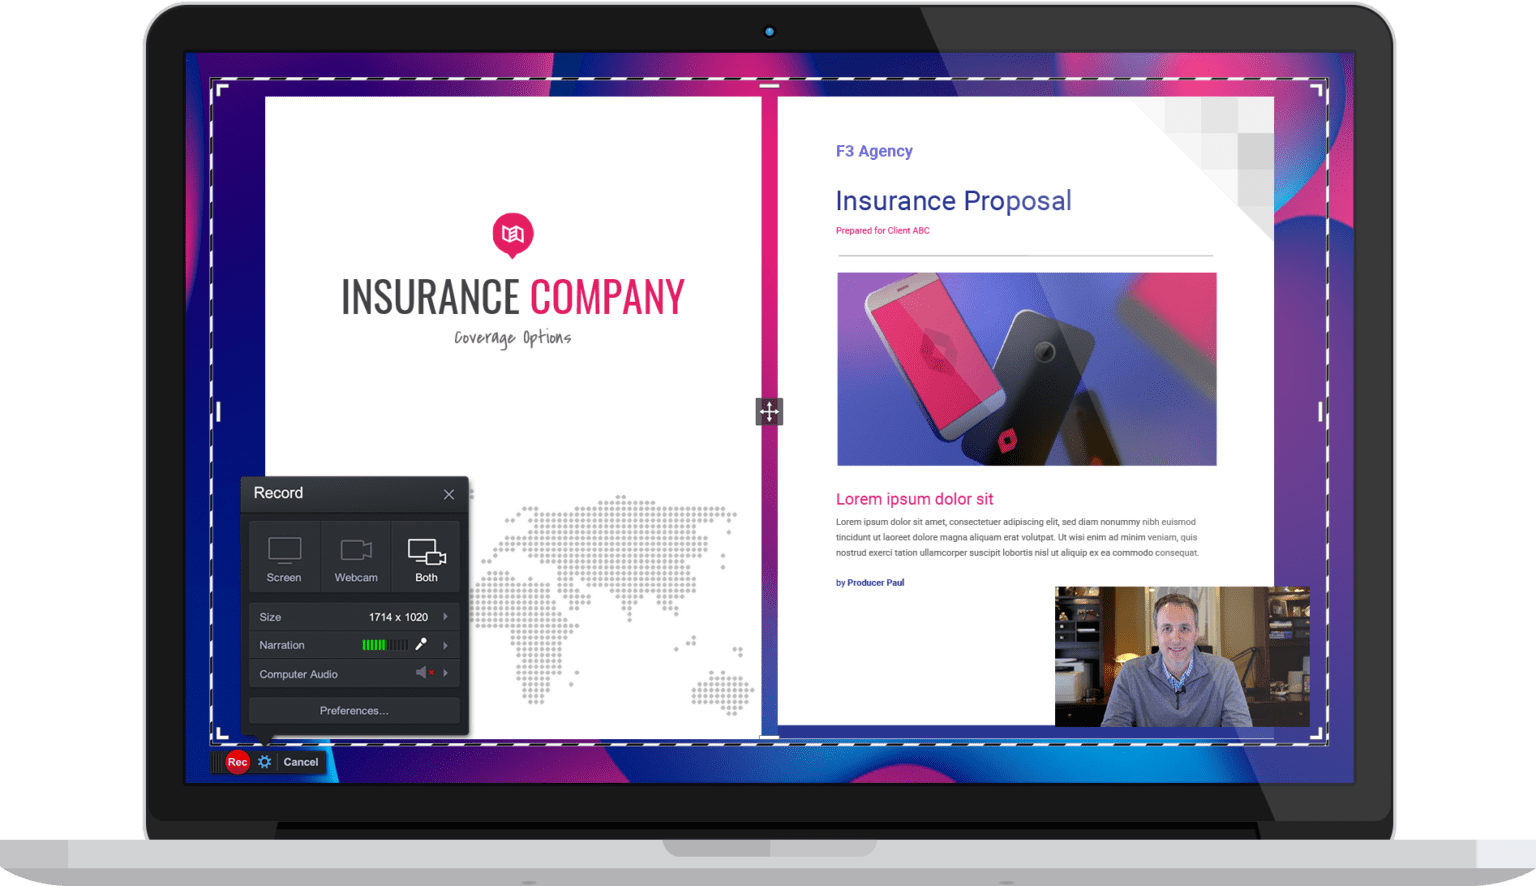 INSURANCE COMPANY
Coverage Options
F3 Agency
Insurance Proposal
Prepared for Client ABC
Lorem ipsum dolor sit
Lorem ipsum dolor sit amet, consectetuer adipiscing elit, sed diam nonummy nibh euismod
tincidunt ut laoreet dolore magna aliquam erat volutpat. Ut wisi enim ad minim veniam, quis
nostrud exerci tation ullamcorper suscipit lobortis nisl ut aliquip ex ea commodo consequat.
by Producer Paul
Record
Screen Webcam Both
Size 1714 x 1020
Narration
Computer Audio
Preferences...
Rec Cancel